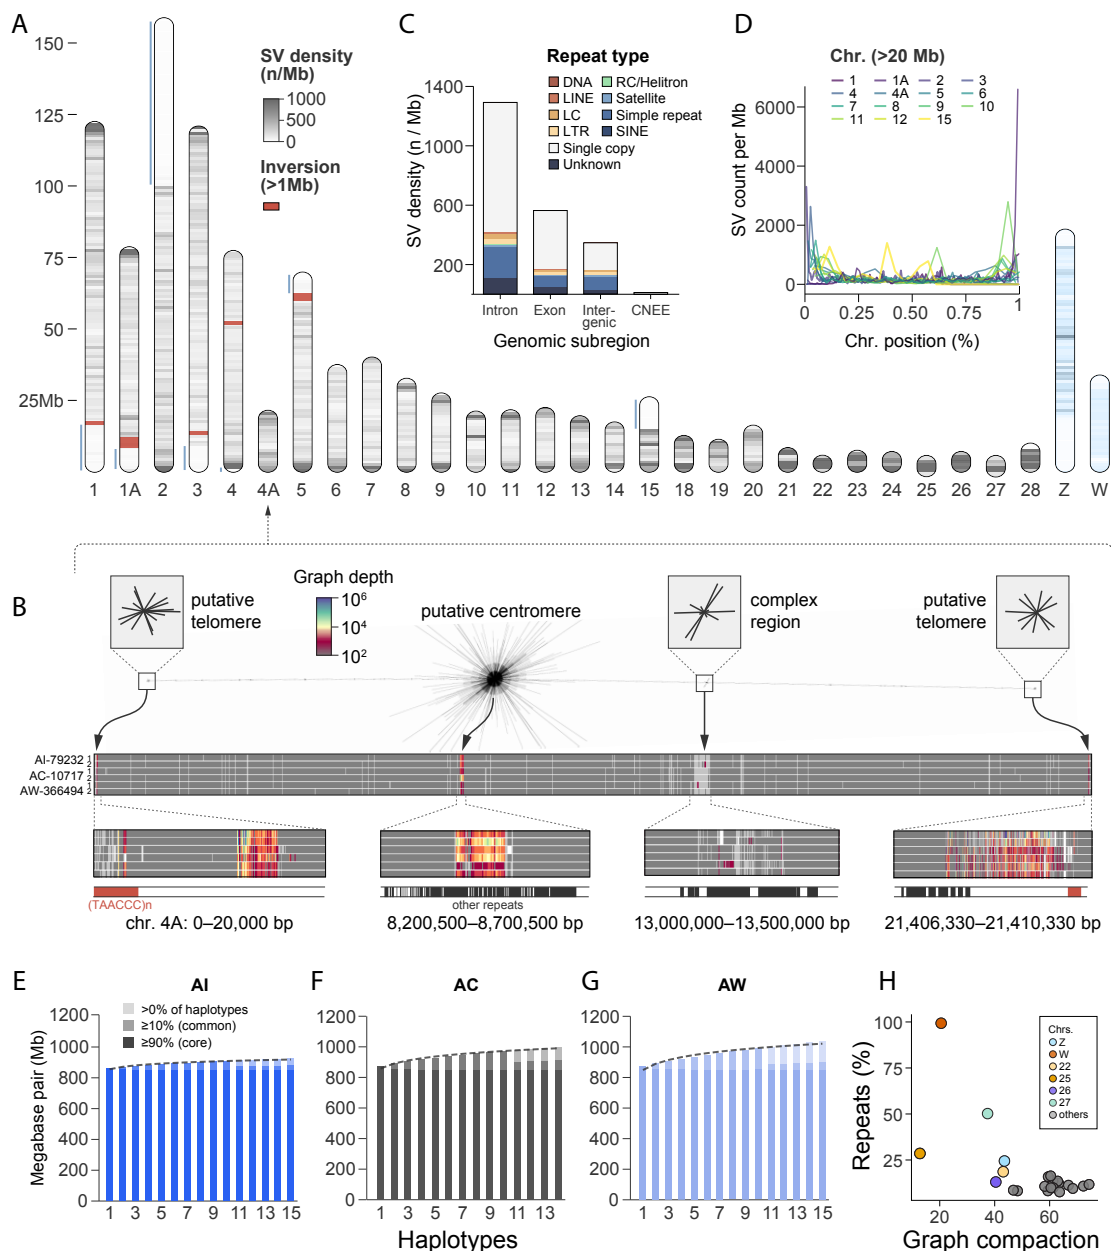 A
150
125
100
75
50
25Mb
SV density
(n/Mb)
1000
500
0
Inversion
(>1Mb)
1 1A 2 3 4 4A 5 6 7 8 9 10 11 12 13 14 15 18 19 20 21 22 23 24 25 26 27 28 Z W
C
Repeat type
DNA RC/Helitron
LINE Satellite
LC Simple repeat
LTR SINE
Single copy
Unknown
SV density (n / Mb)
1400
1000
600
200
Intron Exon Inter-
genic CNEE
Genomic subregion
D
Chr. (>20 Mb)
1 1A 2 3
4 4A 5 6
7 8 9 10
11 12 15
SV count per Mb
6000
4000
2000
0
0 0.25 0.50 0.75 1
Chr. position (%)
B
putative
telomere
Graph depth
10⁶
10⁴
10²
putative centromere
complex
region
putative
telomere
AI-79232 1 2
AC-10717 1 2
AW-366494 1 2
(TAACCC)n
other repeats
chr. 4A: 0–20,000 bp
8,200,500–8,700,500 bp
13,000,000–13,500,000 bp
21,406,330–21,410,330 bp
E
AI
>0% of haplotypes
≥10% (common)
≥90% (core)
Megabase pair (Mb)
1200
1000
800
600
400
200
0
1 3 5 7 9 11 13 15
F
AC
1200
1000
800
600
400
200
0
1 3 5 7 9 11 13
Haplotypes
G
AW
1200
1000
800
600
400
200
0
1 3 5 7 9 11 13 15
H
Repeats (%)
100
75
50
25
20 40 60
Graph compaction
Chrs.
Z
W
22
25
26
27
others